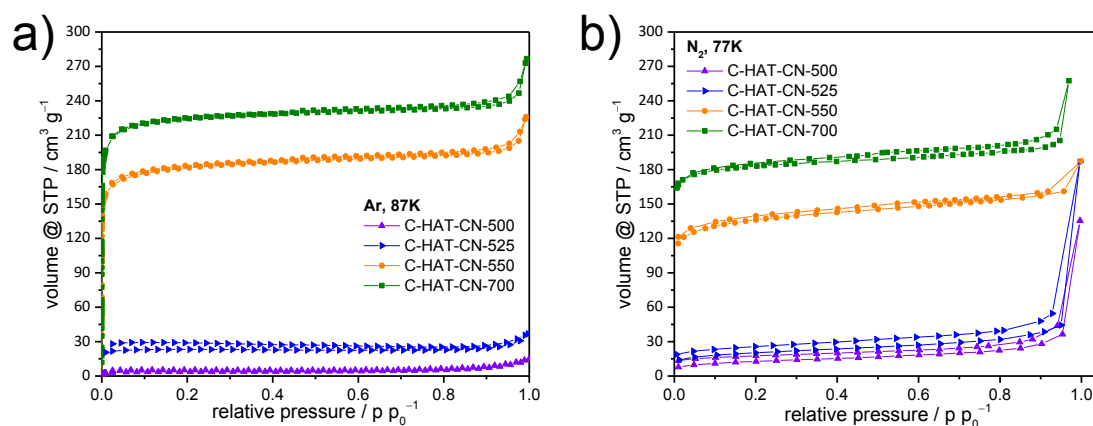 a)
volume @ STP / cm³ g⁻¹
300
270
240
210
180
150
120
90
60
30
0
Ar, 87K
C-HAT-CN-500
C-HAT-CN-525
C-HAT-CN-550
C-HAT-CN-700
0.0 0.2 0.4 0.6 0.8 1.0
relative pressure / p p₀⁻¹
b)
volume @ STP / cm³ g⁻¹
300
270
240
210
180
150
120
90
60
30
0
N₂, 77K
C-HAT-CN-500
C-HAT-CN-525
C-HAT-CN-550
C-HAT-CN-700
0.0 0.2 0.4 0.6 0.8 1.0
relative pressure / p p₀⁻¹